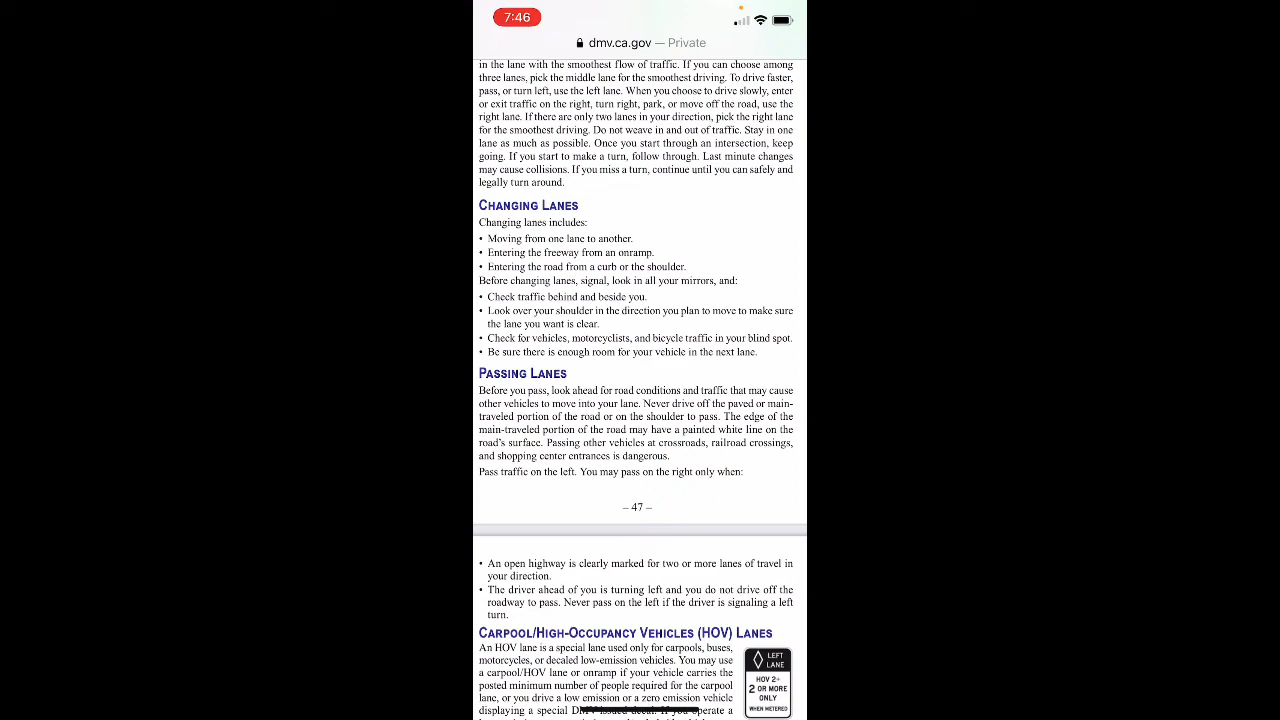 7:46
dmv.ca.gov — Private
in the lane with the smoothest flow of traffic. If you can choose among
three lanes, pick the middle lane for the smoothest driving. To drive faster,
pass, or turn left, use the left lane. When you choose to drive slowly, enter
or exit traffic on the right, turn right, park, or move off the road, use the
right lane. If there are only two lanes in your direction, pick the right lane
for the smoothest driving. Do not weave in and out of traffic. Stay in one
lane as much as possible. Once you start through an intersection, keep
going. If you start to make a turn, follow through. Last minute changes
may cause collisions. If you miss a turn, continue until you can safely and
legally turn around.
CHANGING LANES
Changing lanes includes:
• Moving from one lane to another.
• Entering the freeway from an onramp.
• Entering the road from a curb or the shoulder.
Before changing lanes, signal, look in all your mirrors, and:
• Check traffic behind and beside you.
• Look over your shoulder in the direction you plan to move to make sure
the lane you want is clear.
• Check for vehicles, motorcyclists, and bicycle traffic in your blind spot.
• Be sure there is enough room for your vehicle in the next lane.
PASSING LANES
Before you pass, look ahead for road conditions and traffic that may cause
other vehicles to move into your lane. Never drive off the paved or main-
traveled portion of the road or on the shoulder to pass. The edge of the
main-traveled portion of the road may have a painted white line on the
road's surface. Passing other vehicles at crossroads, railroad crossings,
and shopping center entrances is dangerous.
Pass traffic on the left. You may pass on the right only when:
– 47 –
• An open highway is clearly marked for two or more lanes of travel in
your direction.
• The driver ahead of you is turning left and you do not drive off the
roadway to pass. Never pass on the left if the driver is signaling a left
turn.
CARPOOL/HIGH-OCCUPANCY VEHICLES (HOV) LANES
An HOV lane is a special lane used only for carpools, buses,
motorcycles, or decaled low-emission vehicles. You may use
a carpool/HOV lane or onramp if your vehicle carries the
posted minimum number of people required for the carpool
lane, or you drive a low emission or a zero emission vehicle
displaying a special DMV-issued decal. If you operate a
LEFT
LANE
HOV 2+
2 OR MORE
ONLY
WHEN METERED